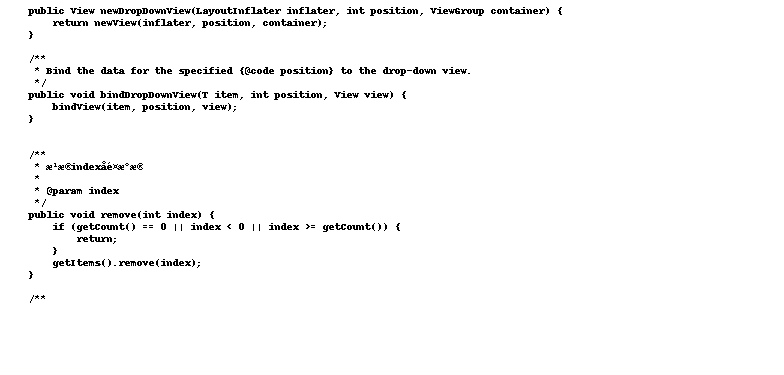 public View newDropDownView(LayoutInflater inflater, int position, ViewGroup container) {
return newView(inflater, position, container);
}
/**
* Bind the data for the specified {@code position} to the drop-down view.
*/
public void bindDropDownView(T item, int position, View view) {
bindView(item, position, view);
}
/**
* æ¹æ®indexåé¤æ°æ®
*
* @param index
*/
public void remove(int index) {
if (getCount() == 0 || index < 0 || index >= getCount()) {
return;
}
getItems().remove(index);
}
/**